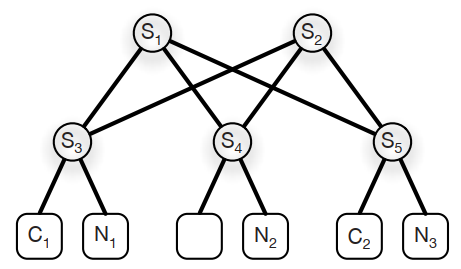 S₁ S₂
S₃ S₄ S₅
C₁ N₁ N₂ C₂ N₃